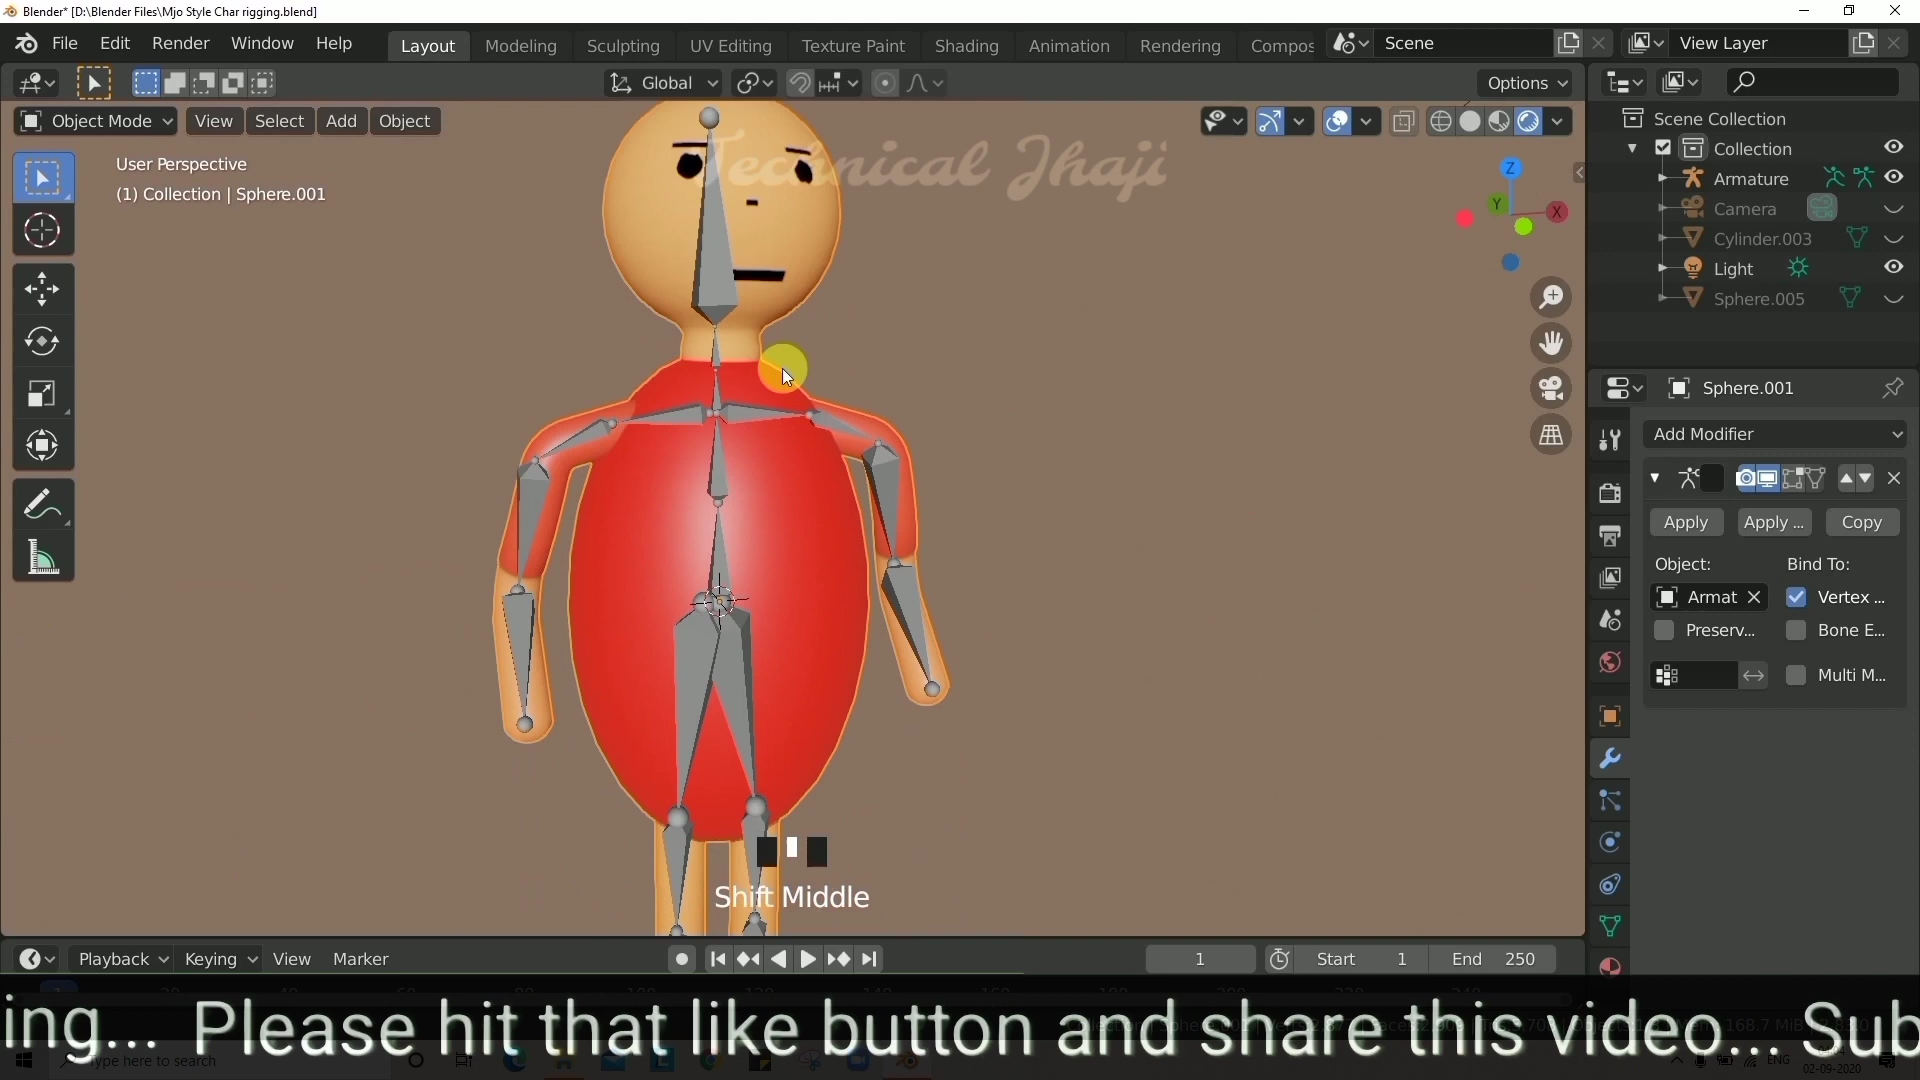 Blender* [D:\Blender Files\Mjo Style Char rigging.blend]
File Edit Render Window Help Layout Modeling Sculpting UV Editing Texture Paint Shading Animation Rendering Compos Scene View Layer
Global Options
Object Mode View Select Add Object
Scene Collection
Collection
Armature
Camera
Cylinder.003
Light
Sphere.005
User Perspective
(1) Collection | Sphere.001
Technical Jhaji
Z
Y
X
Sphere.001
Add Modifier
Apply Apply ... Copy
Object: Bind To:
Armat Vertex ...
Preserv... Bone E...
Multi M...
Shift Middle
Playback Keying View Marker 1 Start 1 End 250
ing... Please hit that like button and share this video... Sub
Type here to search
ENG
02-09-2020